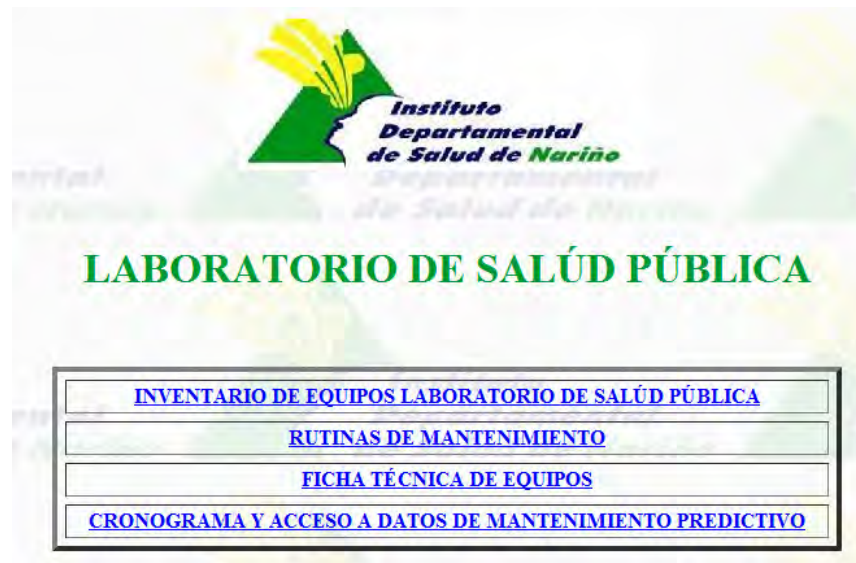 Instituto
Departamental
de Salud de Nariño
LABORATORIO DE SALÚD PÚBLICA
INVENTARIO DE EQUIPOS LABORATORIO DE SALÚD PÚBLICA
RUTINAS DE MANTENIMIENTO
FICHA TÉCNICA DE EQUIPOS
CRONOGRAMA Y ACCESO A DATOS DE MANTENIMIENTO PREDICTIVO